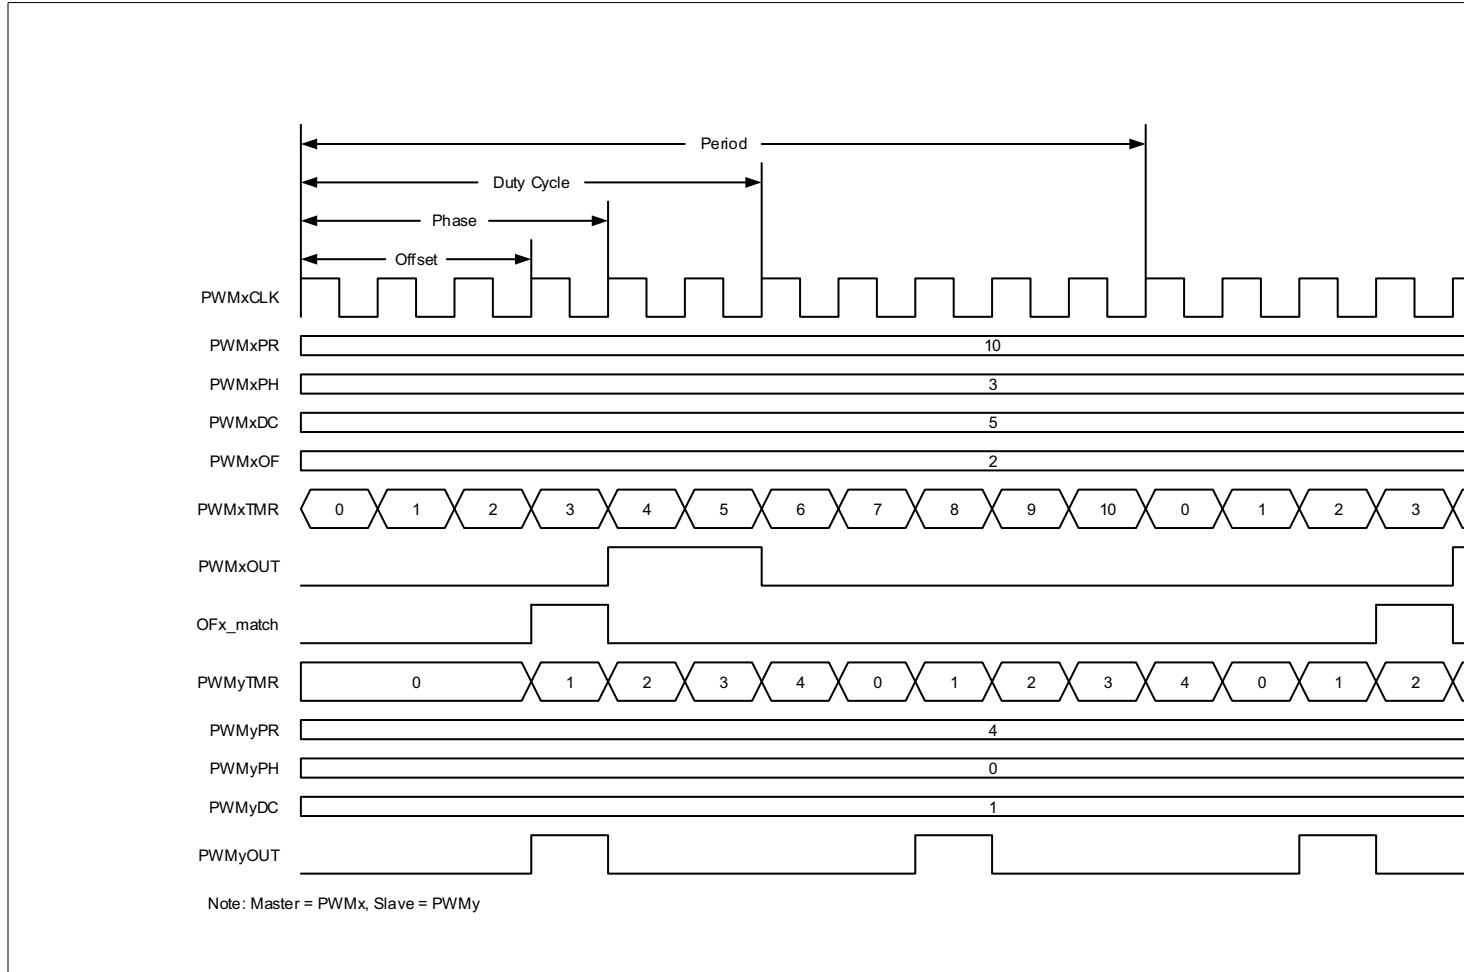 Period
Duty Cycle
Phase
Offset
PWMxCLK
PWMxPR 10
PWMxPH 3
PWMxDC 5
PWMxOF 2
PWMxTMR 0 1 2 3 4 5 6 7 8 9 10 0 1 2 3
PWMxOUT
OFx_match
PWMyTMR 0 1 2 3 4 0 1 2 3 4 0 1 2
PWMyPR 4
PWMyPH 0
PWMyDC 1
PWMyOUT
Note: Master = PWMx, Slave = PWMy